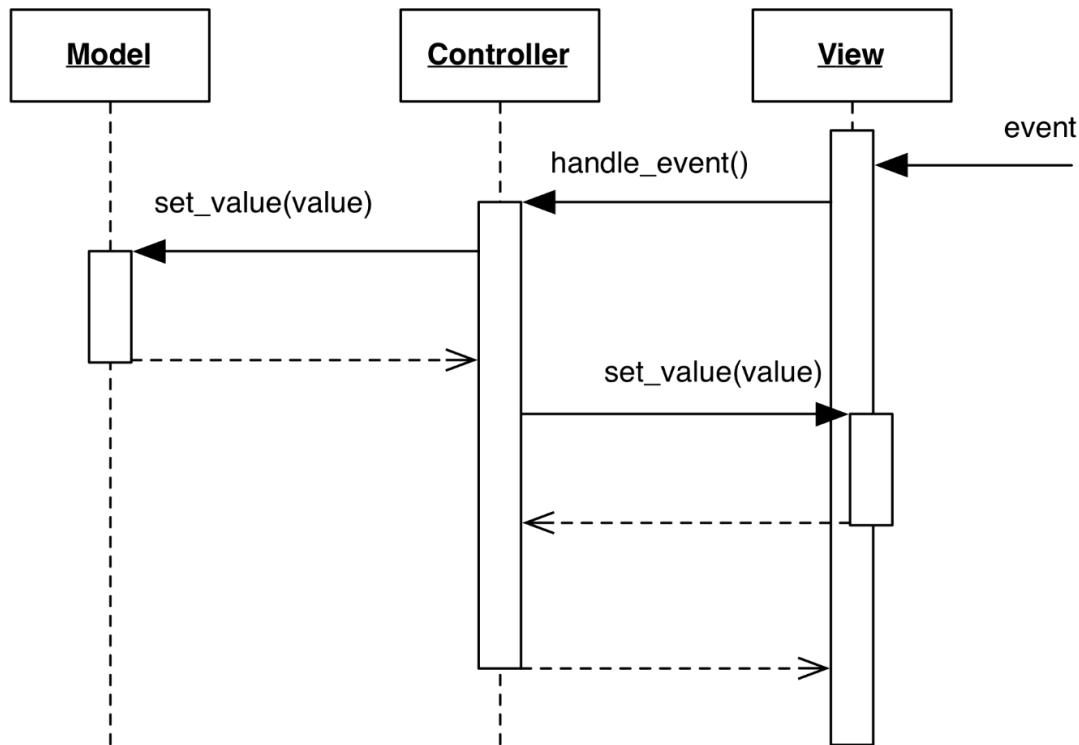 Model
Controller
View
event
handle_event()
set_value(value)
set_value(value)